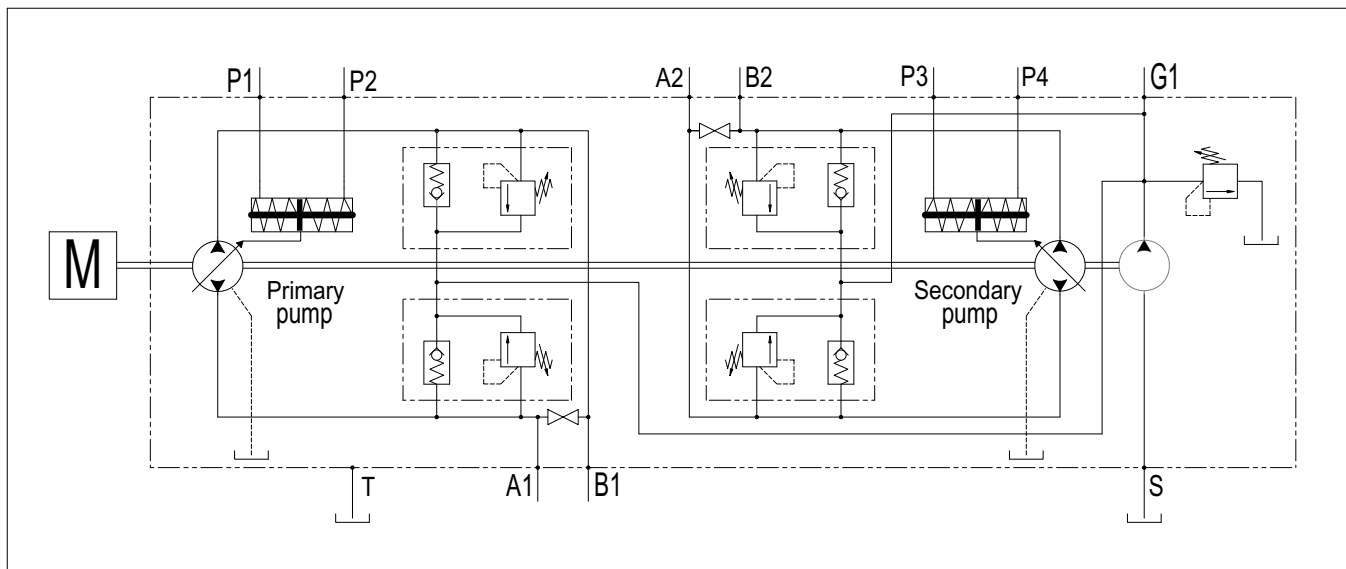 P1
P2
A2
B2
P3
P4
G1
M
Primary
pump
Secondary
pump
T
A1
B1
S